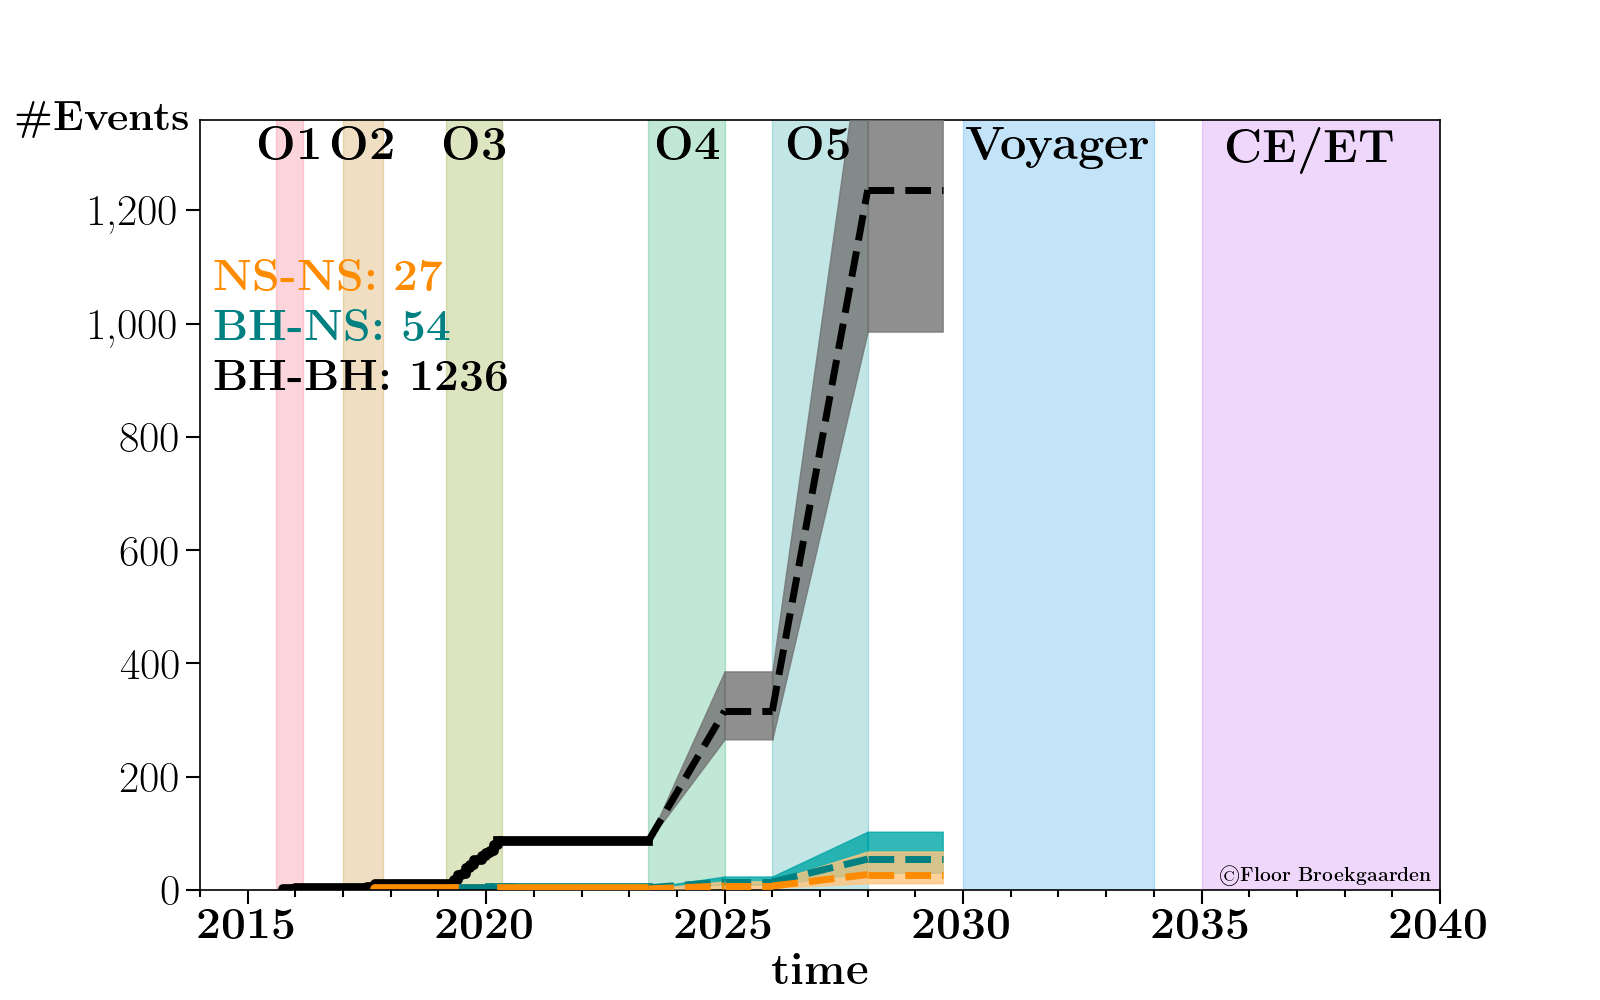 #Events
O1 O2 O3 O4 O5 Voyager CE/ET
1,200
NS-NS: 27
1,000
BH-NS: 54
BH-BH: 1236
800
600
400
200
0
©Floor Broekgaarden
2015 2020 2025 2030 2035 2040
time